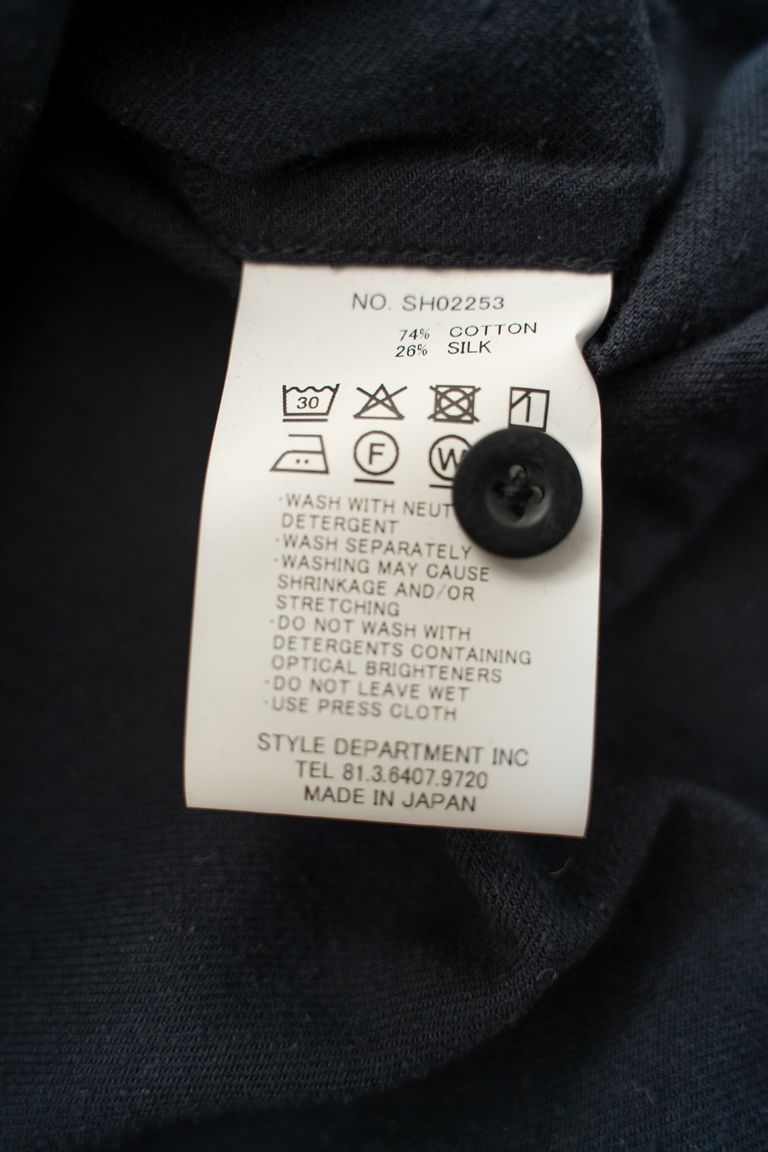 NO. SH02253
74% COTTON
26% SILK
30
F
W
·WASH WITH
DETERGENT
·WASH SEPARATELY
·WASHING MAY CAUSE
SHRINKAGE AND/OR
STRETCHING
·DO NOT WASH WITH
DETERGENTS CONTAINING
OPTICAL BRIGHTENERS
·DO NOT LEAVE WET
·USE PRESS CLOTH
STYLE DEPARTMENT INC
TEL 81.3.6407.9720
MADE IN JAPAN